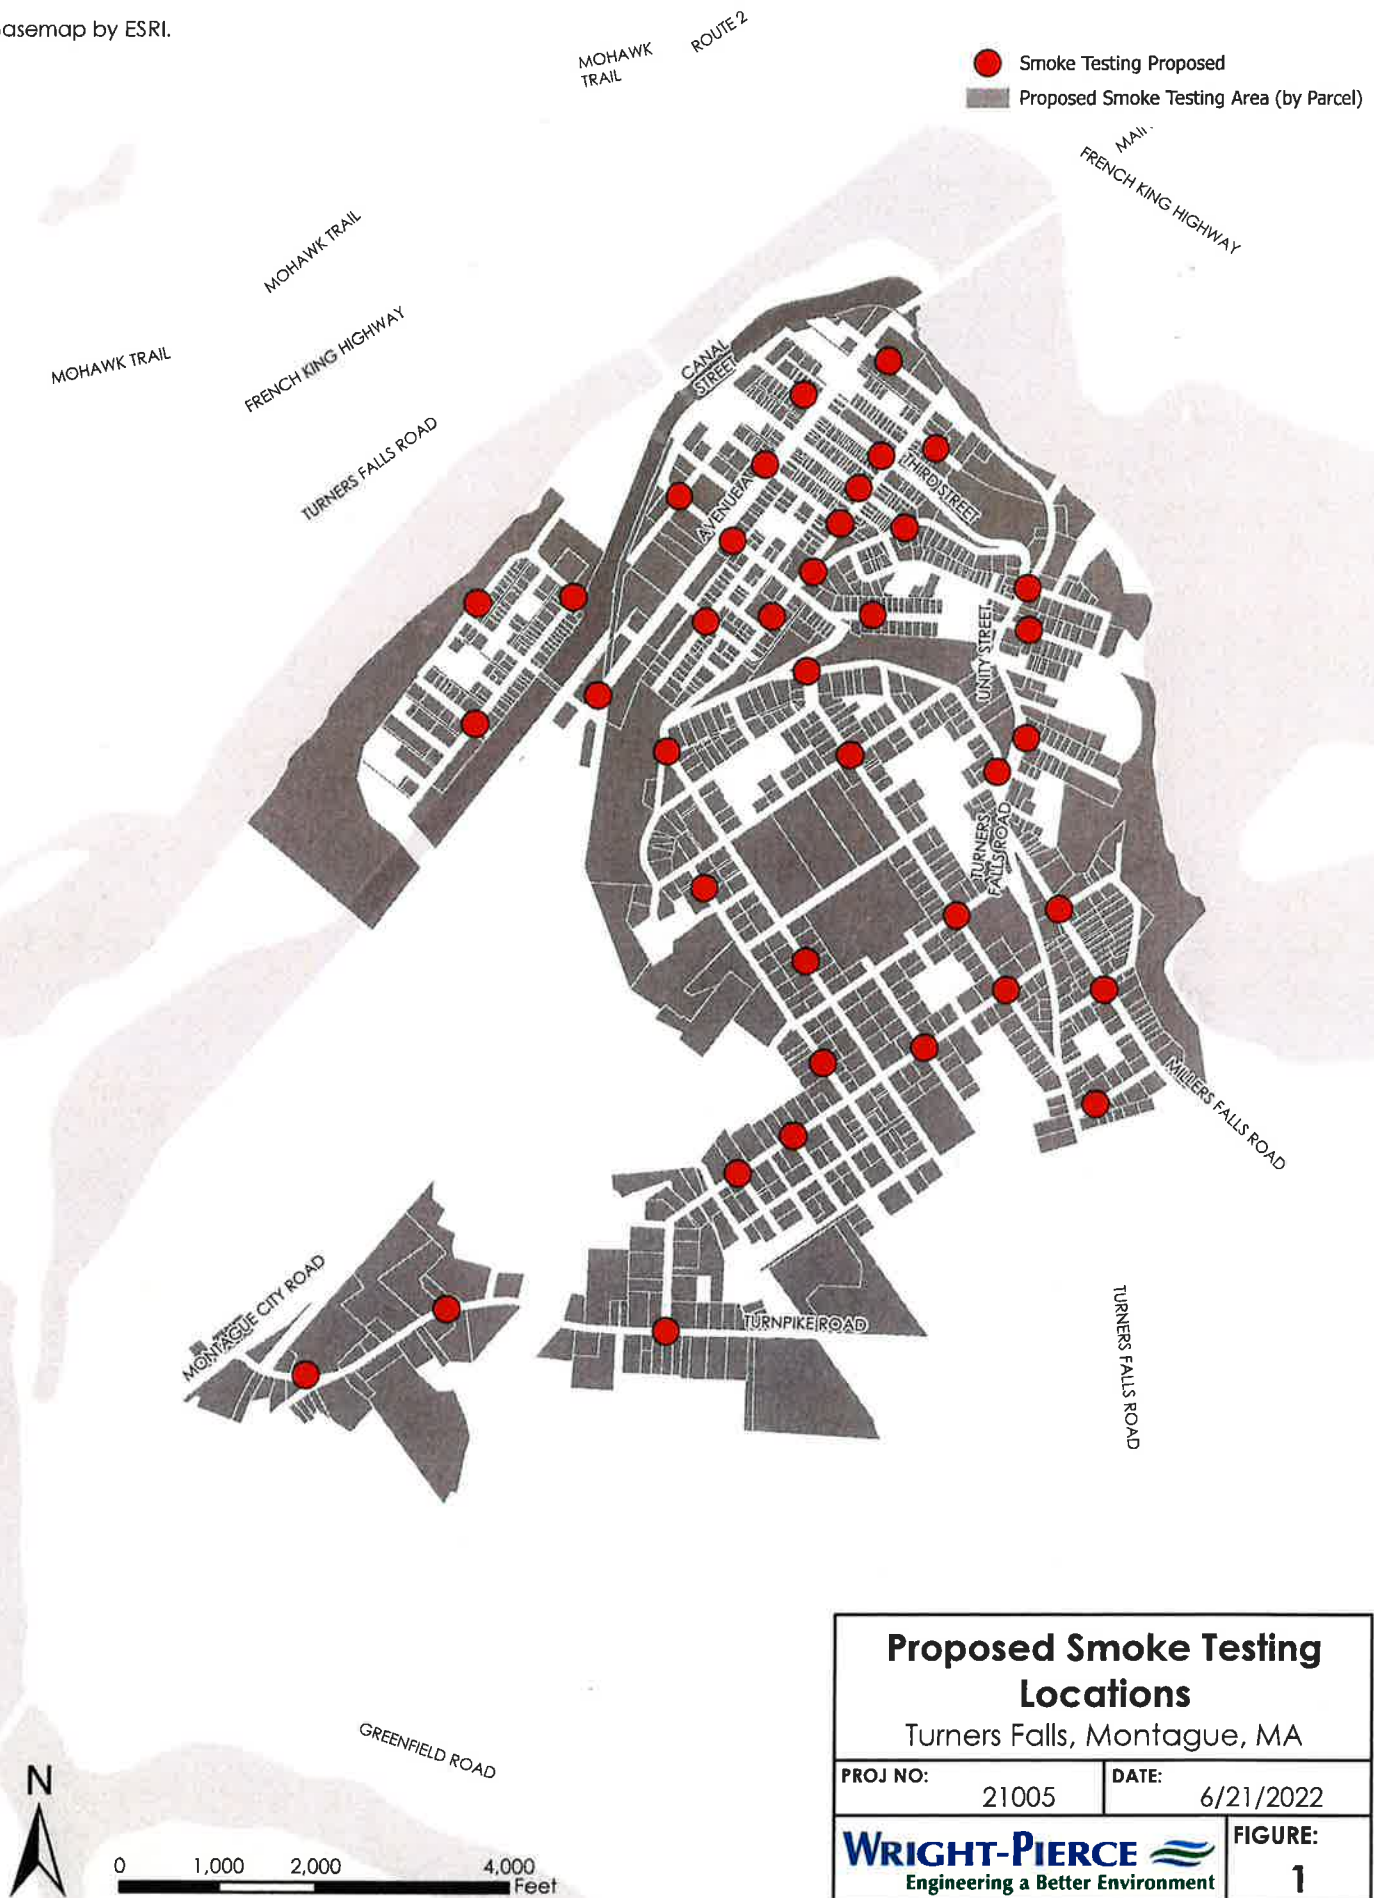 asemap by ESRI.
MOHAWK
TRAIL
ROUTE 2
Smoke Testing Proposed
Proposed Smoke Testing Area (by Parcel)
FRENCH KING HIGHWAY
MOHAWK TRAIL
MOHAWK TRAIL
FRENCH KING HIGHWAY
TURNERS FALLS ROAD
CANAL
STREET
AVENUE A
THIRD STREET
UNITY STREET
TURNERS
FALLS ROAD
MILLERS FALLS ROAD
MONTAGUE CITY ROAD
TURNPIKE ROAD
TURNERS FALLS ROAD
GREENFIELD ROAD
N
0 1,000 2,000 4,000
Feet
Proposed Smoke Testing
Locations
Turners Falls, Montague, MA
PROJ NO: 21005
DATE: 6/21/2022
WRIGHT-PIERCE
Engineering a Better Environment
FIGURE:
1